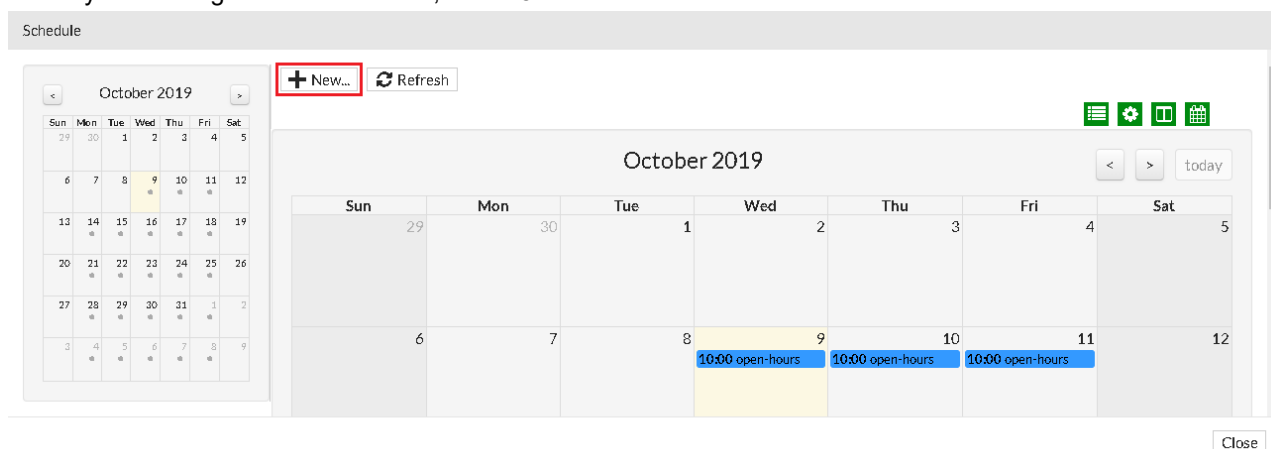 Schedule
< October 2019 >
Sun Mon Tue Wed Thu Fri Sat
29 30 1 2 3 4 5
6 7 8 9 10 11 12
13 14 15 16 17 18 19
20 21 22 23 24 25 26
27 28 29 30 31 1 2
3 4 5 6 7 8 9
New... Refresh
October 2019
< > today
Sun Mon Tue Wed Thu Fri Sat
29 30 1 2 3 4 5
6 7 8 9 10 11 12
10:00 open-hours 10:00 open-hours 10:00 open-hours
Close